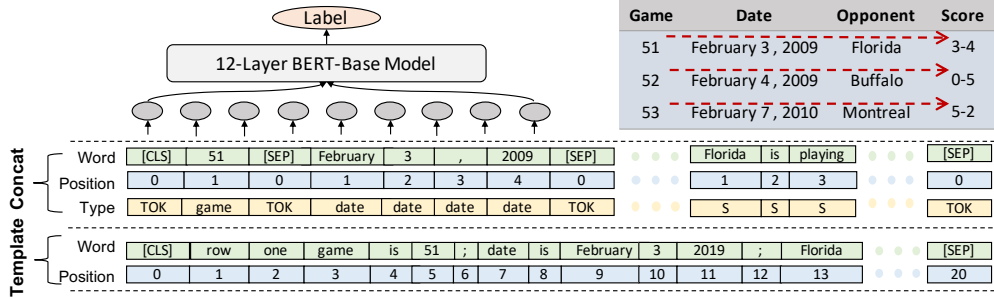 Label
12-Layer BERT-Base Model
Game Date Opponent Score
51 February 3 , 2009 Florida 3-4
52 February 4 , 2009 Buffalo 0-5
53 February 7 , 2010 Montreal 5-2
Concat
Word [CLS] 51 [SEP] February 3 , 2009 [SEP] Florida is playing [SEP]
Position 0 1 0 1 2 3 4 0 1 2 3 0
Type TOK game TOK date date date date TOK S S S TOK
Template
Word [CLS] row one game is 51 ; date is February 3 2019 ; Florida [SEP]
Position 0 1 2 3 4 5 6 7 8 9 10 11 12 13 20